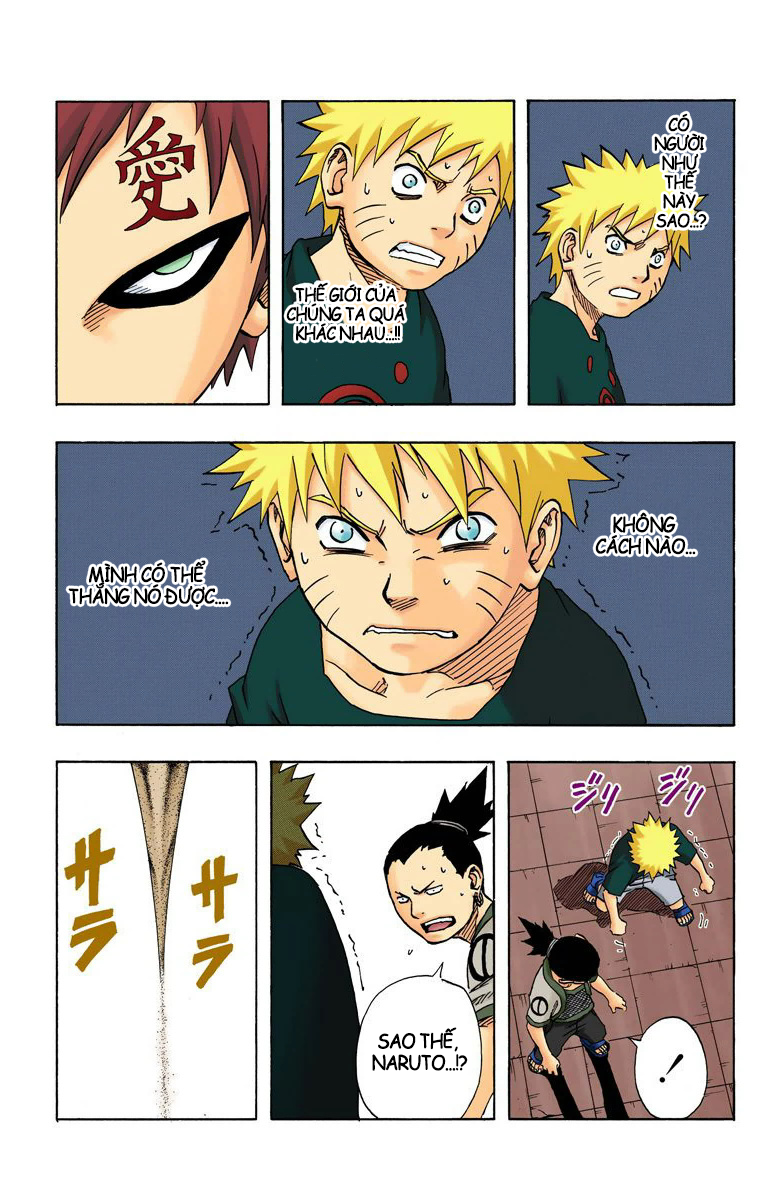 CÓ
NGƯỜI
NHƯ
THẾ
NÀY
SAO...?
THẾ GIỚI CỦA
CHÚNG TA QUÁ
KHÁC NHAU...!!
愛
KHÔNG
CÁCH NÀO...
MÌNH CÓ THỂ
THẮNG NÓ ĐƯỢC....
ジリ
ジリ
!
SAO THẾ,
NARUTO...!?
サラ
サラ